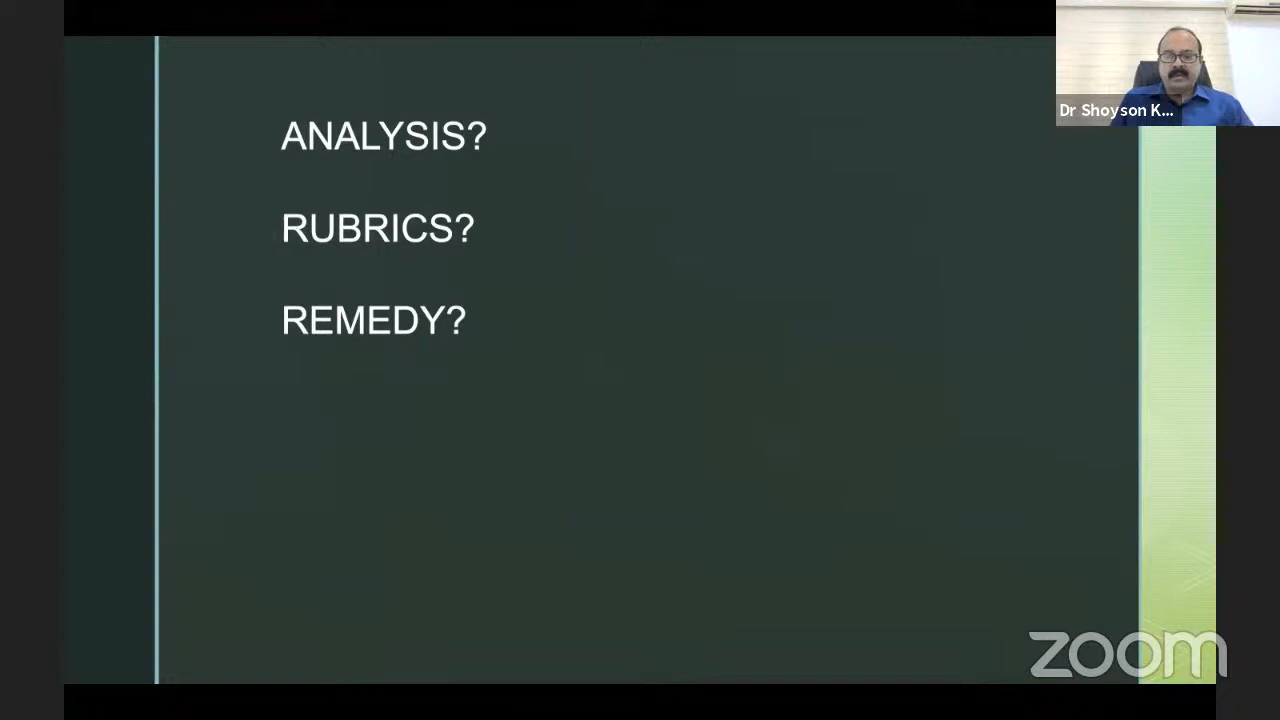 Dr Shoyson K...
ANALYSIS?
RUBRICS?
REMEDY?
zoom